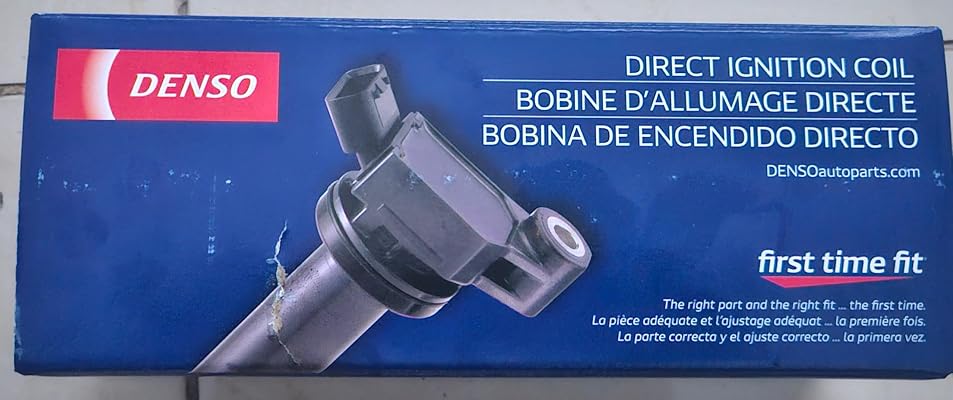 DENSO
DIRECT IGNITION COIL
BOBINE D'ALLUMAGE DIRECTE
BOBINA DE ENCENDIDO DIRECTO
DENSOautoparts.com
first time fit
The right part and the right fit ... the first time.
La pièce adéquate et l'ajustage adéquat ... la première fois.
La parte correcta y el ajuste correcto ... la primera vez.